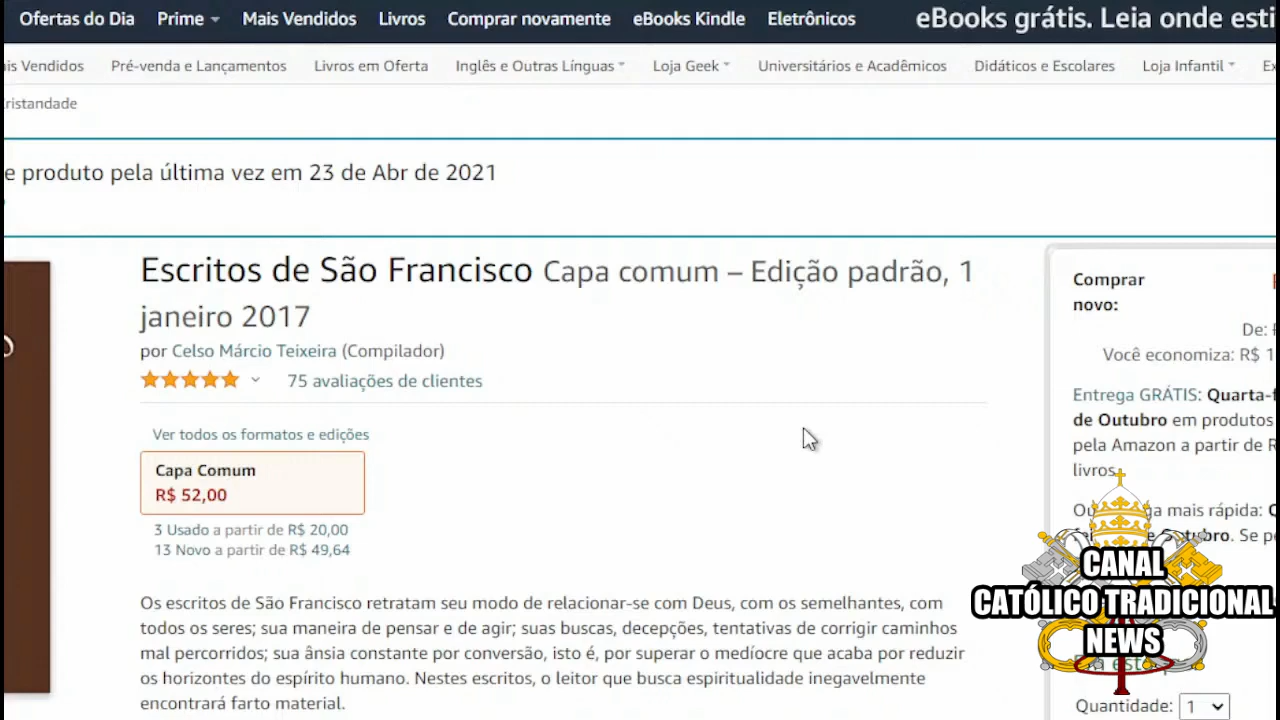 Ofertas do Dia Prime Mais Vendidos Livros Comprar novamente eBooks Kindle Eletrônicos eBooks grátis. Leia onde esti
is Vendidos Pré-venda e Lançamentos Livros em Oferta Inglês e Outras Línguas Loja Geek Universitários e Acadêmicos Didáticos e Escolares Loja Infantil Ex
ristandade
e produto pela última vez em 23 de Abr de 2021
Escritos de São Francisco Capa comum – Edição padrão, 1
janeiro 2017
por Celso Márcio Teixeira (Compilador)
75 avaliações de clientes
Ver todos os formatos e edições
Capa Comum
R$ 52,00
3 Usado a partir de R$ 20,00
13 Novo a partir de R$ 49,64
Os escritos de São Francisco retratam seu modo de relacionar-se com Deus, com os semelhantes, com
todos os seres; sua maneira de pensar e de agir; suas buscas, decepções, tentativas de corrigir caminhos
mal percorridos; sua ânsia constante por conversão, isto é, por superar o medíocre que acaba por reduzir
os horizontes do espírito humano. Nestes escritos, o leitor que busca espiritualidade inegavelmente
encontrará farto material.
Comprar
novo:
De:
Você economiza: R$ 1
Entrega GRÁTIS: Quarta-f
de Outubro em produtos
pela Amazon a partir de R
livros.
mais rápida:
Se pe
CANAL
CATÓLICO TRADICIONAL
NEWS
Quantidade: 1